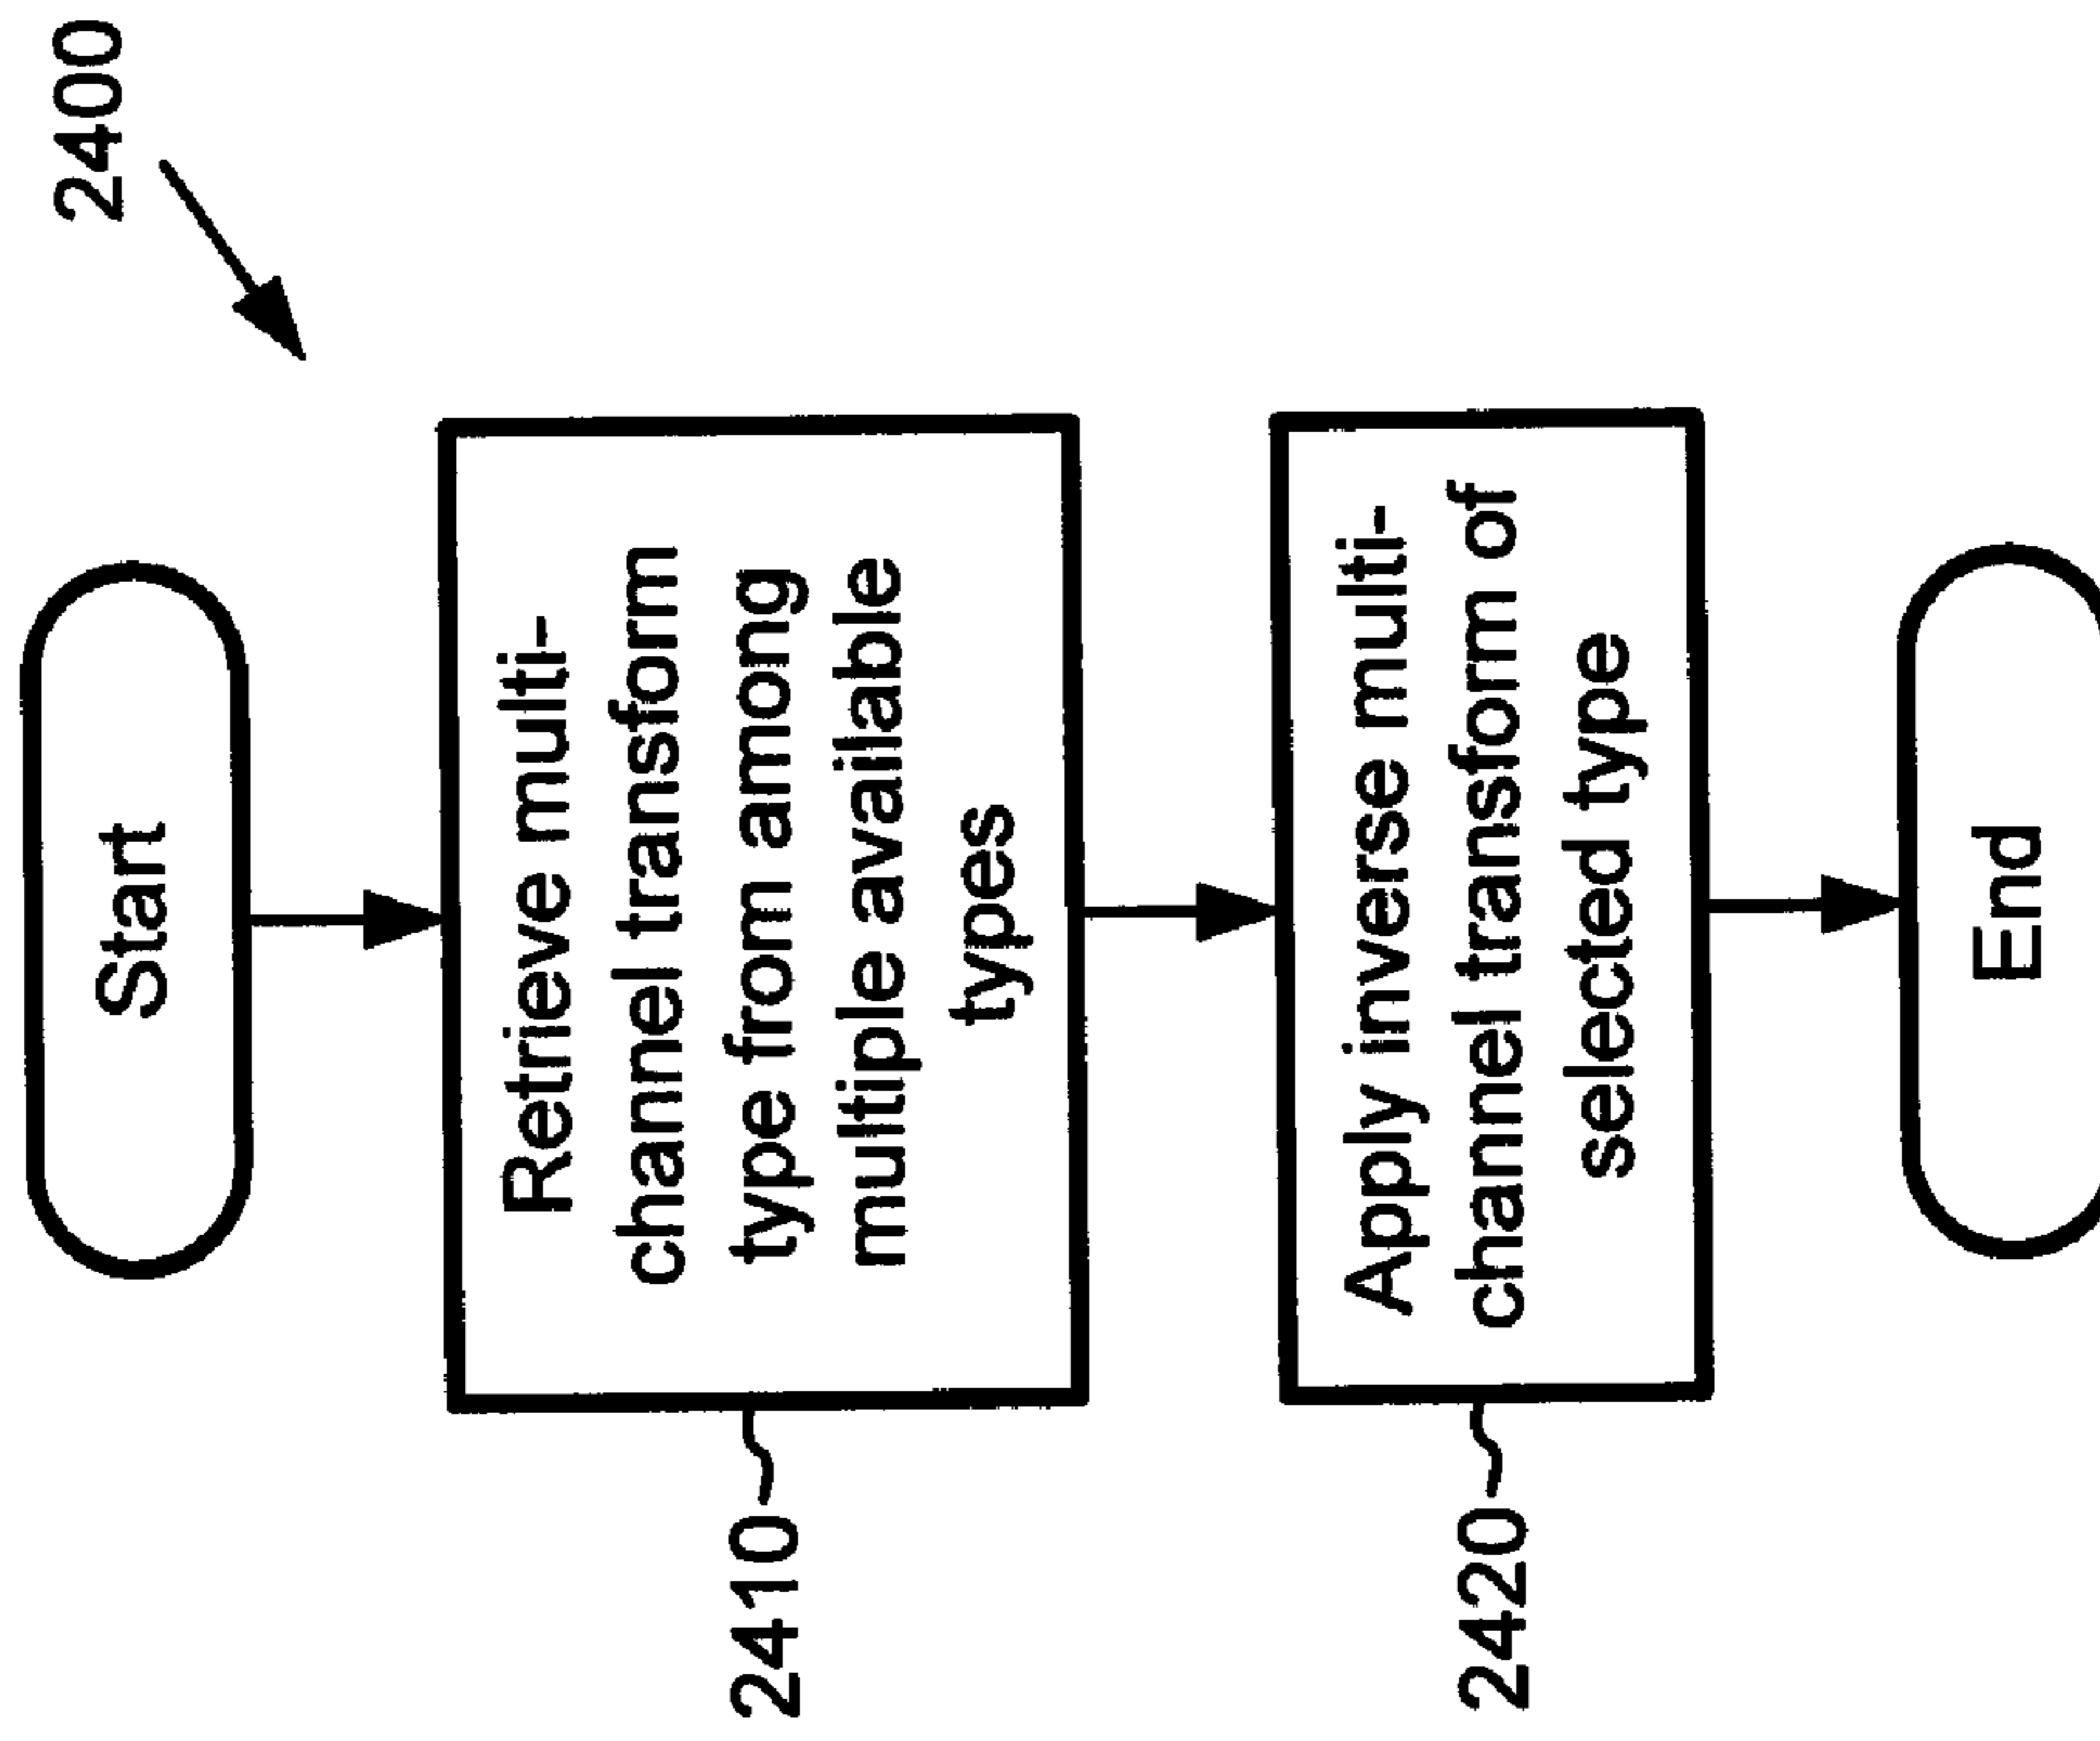 2400
Start
2410
Retrieve multi-
channel transform
type from among
multiple available
types
2420
Apply inverse multi-
channel transform of
selected type
End